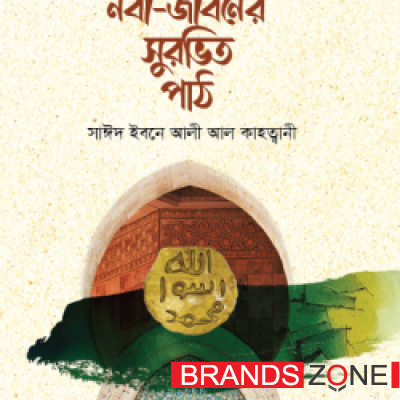 নবী-জীবনের
সুরভিত
পাঠ
সাঈদ ইবনে আলী আল কাহত্বানী
الله
رسول
محمد
BRANDS ZONE